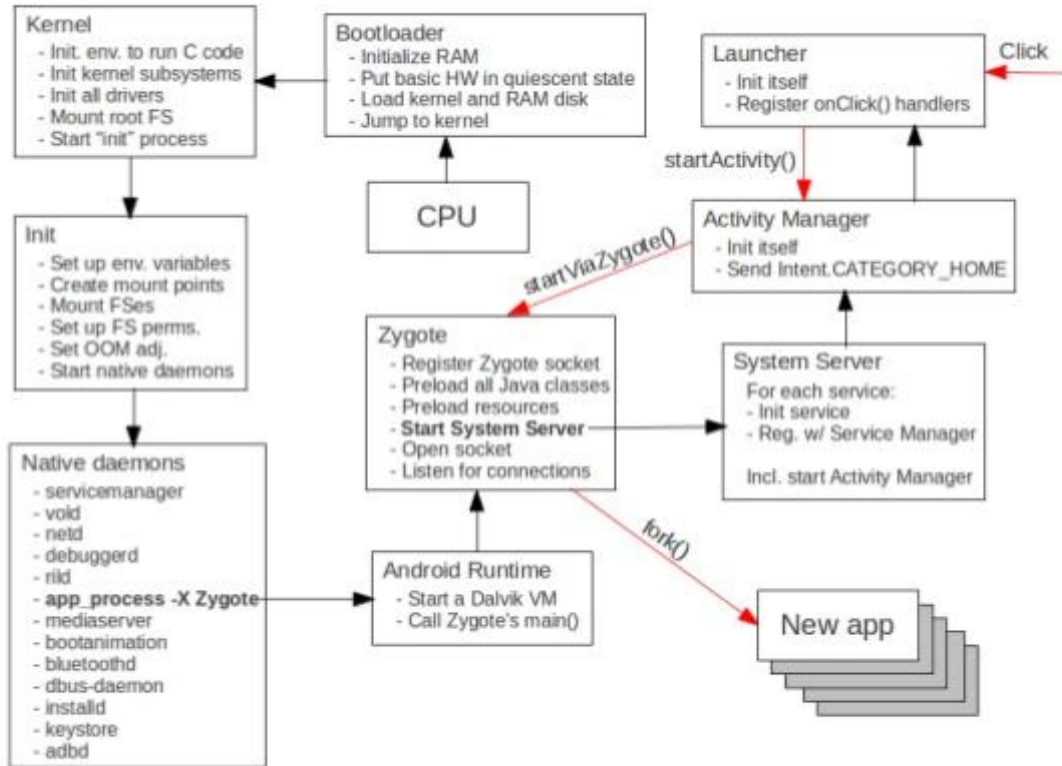 Kernel
- Init. env. to run C code
- Init kernel subsystems
- Init all drivers
- Mount root FS
- Start “init” process
Bootloader
- Initialize RAM
- Put basic HW in quiescent state
- Load kernel and RAM disk
- Jump to kernel
Launcher
- Init itself
- Register onClick() handlers
Click
CPU
startActivity()
Init
- Set up env. variables
- Create mount points
- Mount FSes
- Set up FS perms.
- Set OOM adj.
- Start native daemons
Activity Manager
- Init itself
- Send Intent.CATEGORY_HOME
startViaZygote()
Zygote
- Register Zygote socket
- Preload all Java classes
- Preload resources
- Start System Server
- Open socket
- Listen for connections
System Server
For each service:
- Init service
- Reg. w/ Service Manager
Incl. start Activity Manager
Native daemons
- servicemanager
- vold
- netd
- debuggerd
- rild
- app_process -X Zygote
- mediaserver
- bootanimation
- bluetoothd
- dbus-daemon
- installd
- keystore
- adbd
Android Runtime
- Start a Dalvik VM
- Call Zygote's main()
fork()
New app